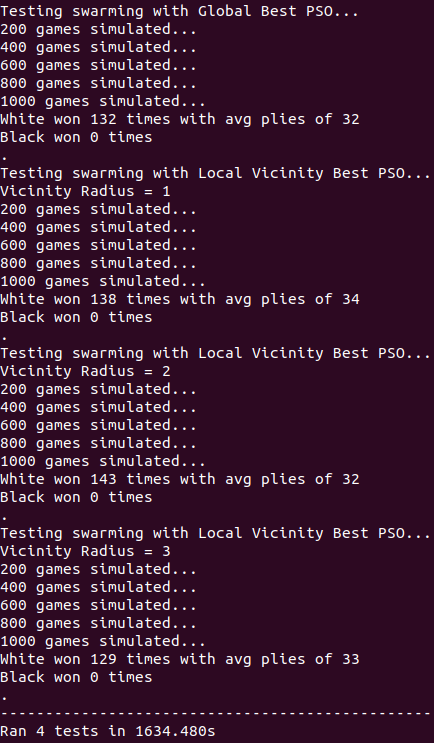 Testing swarming with Global Best PSO...
200 games simulated...
400 games simulated...
600 games simulated...
800 games simulated...
1000 games simulated...
White won 132 times with avg plies of 32
Black won 0 times
.
Testing swarming with Local Vicinity Best PSO...
Vicinity Radius = 1
200 games simulated...
400 games simulated...
600 games simulated...
800 games simulated...
1000 games simulated...
White won 138 times with avg plies of 34
Black won 0 times
.
Testing swarming with Local Vicinity Best PSO...
Vicinity Radius = 2
200 games simulated...
400 games simulated...
600 games simulated...
800 games simulated...
1000 games simulated...
White won 143 times with avg plies of 32
Black won 0 times
.
Testing swarming with Local Vicinity Best PSO...
Vicinity Radius = 3
200 games simulated...
400 games simulated...
600 games simulated...
800 games simulated...
1000 games simulated...
White won 129 times with avg plies of 33
Black won 0 times
.
------------------------------------------------
Ran 4 tests in 1634.480s